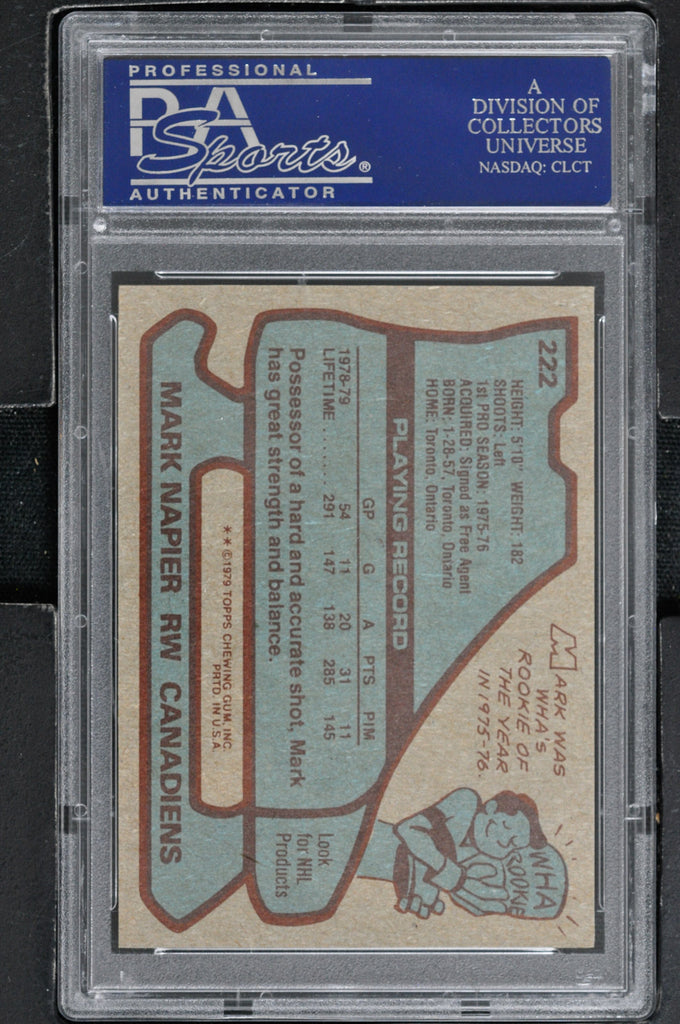 PROFESSIONAL
PSA
Sports®
AUTHENTICATOR
A
DIVISION OF
COLLECTORS
UNIVERSE
NASDAQ: CLCT
222
HEIGHT: 5'10" WEIGHT: 182
SHOOTS: Left
1st PRO SEASON: 1975-76
ACQUIRED: Signed as Free Agent
BORN: 1-28-57, Toronto, Ontario
HOME: Toronto, Ontario
MARK WAS
WHA'S
ROOKIE OF
THE YEAR
IN 1975-76.
WHA
ROOKIE
PLAYING RECORD
GP G A PTS PIM
1978-79 54 11 20 31 11
LIFETIME........ 291 147 138 285 145
Possessor of a hard and accurate shot, Mark
has great strength and balance.
Look
for NHL
Products
* * ©1979 TOPPS CHEWING GUM, INC.
PRTD. IN U.S.A.
MARK NAPIER RW CANADIENS